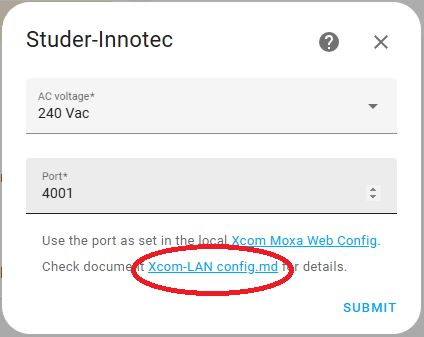 Studer-Innotec
AC voltage*
240 Vac
Port*
4001
Use the port as set in the local Xcom Moxa Web Config.
Check document Xcom-LAN config.md for details.
SUBMIT